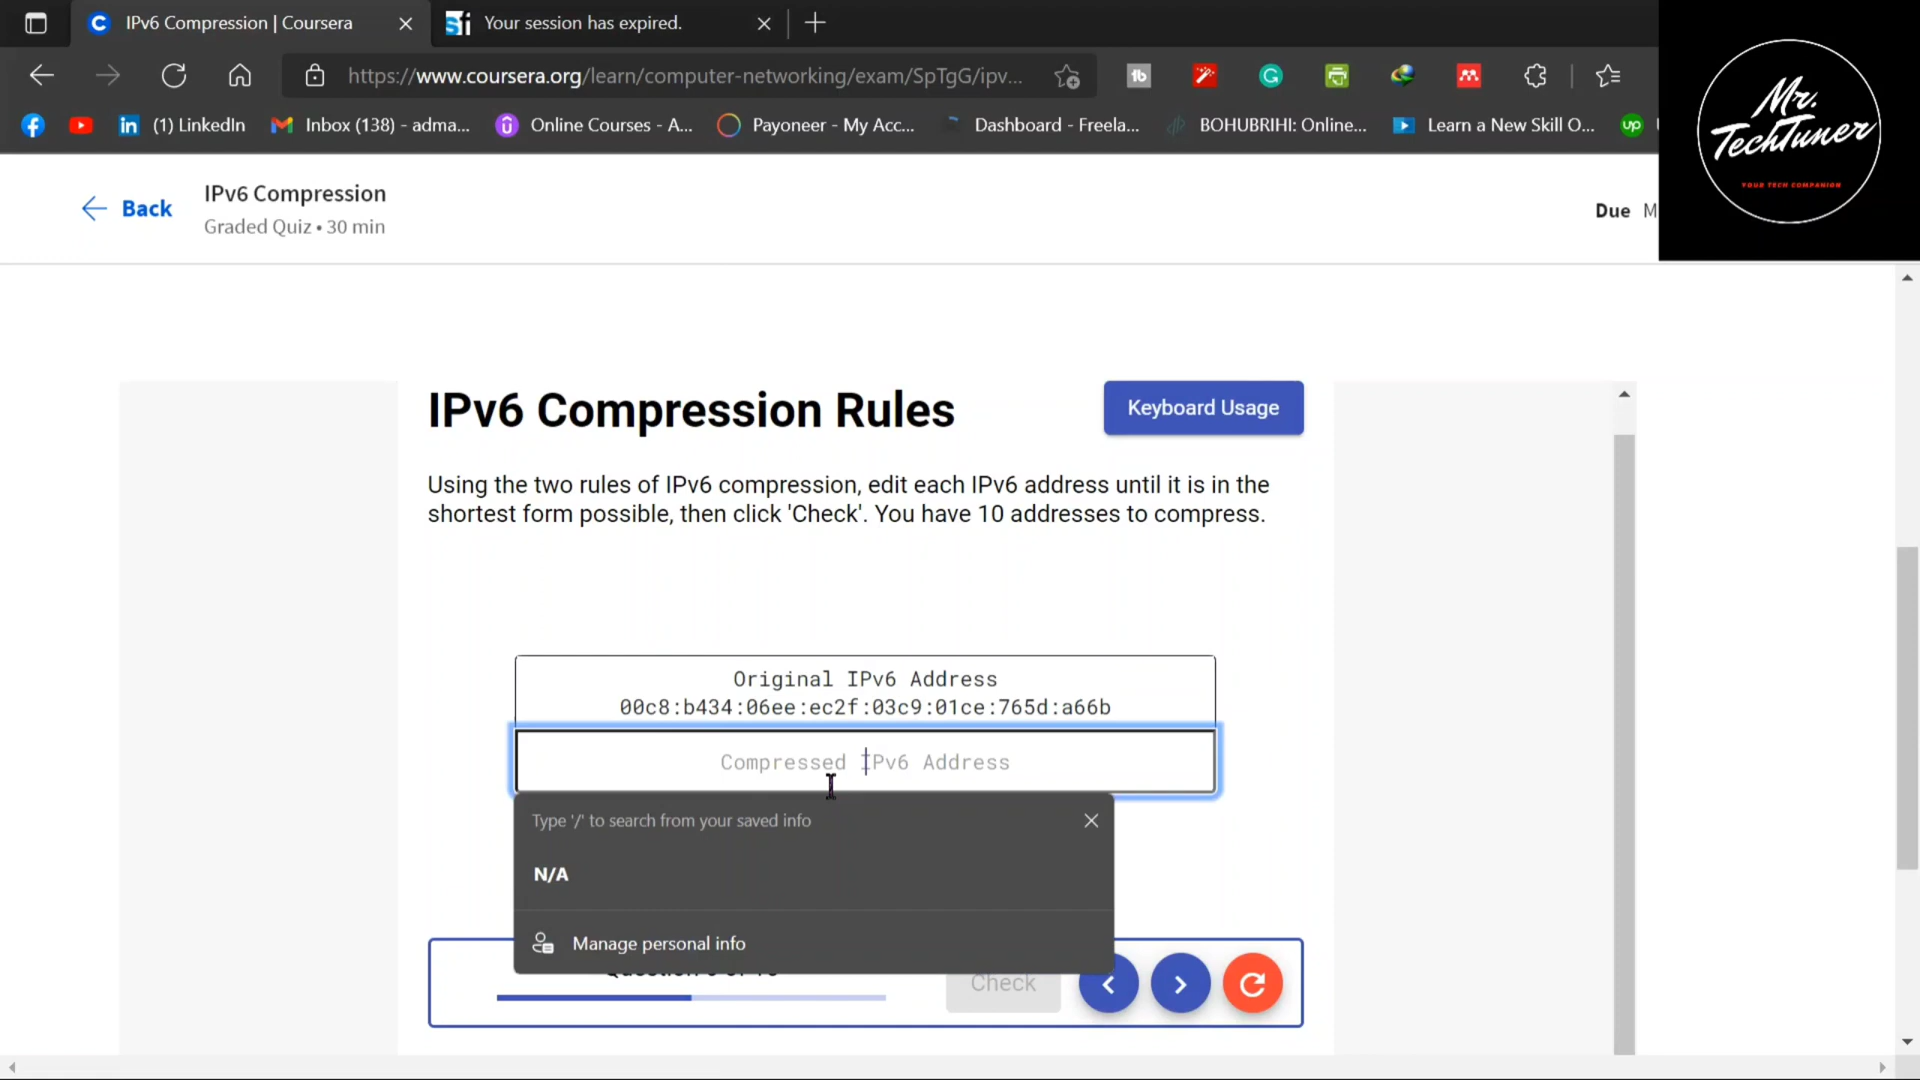 IPv6 Compression | Coursera
Your session has expired.
https://www.coursera.org/learn/computer-networking/exam/SpTgG/ipv...
(1) LinkedIn
Inbox (138) - adma...
Online Courses - A...
Payoneer - My Acc...
Dashboard - Freela...
BOHUBRIHI: Online...
Learn a New Skill O...
Mr.
TechTuner
YOUR TECH COMPANION
Back
IPv6 Compression
Graded Quiz • 30 min
Due M
IPv6 Compression Rules
Keyboard Usage
Using the two rules of IPv6 compression, edit each IPv6 address until it is in the
shortest form possible, then click 'Check'. You have 10 addresses to compress.
Original IPv6 Address
00c8:b434:06ee:ec2f:03c9:01ce:765d:a66b
Compressed IPv6 Address
Type '/' to search from your saved info
N/A
Manage personal info
Check